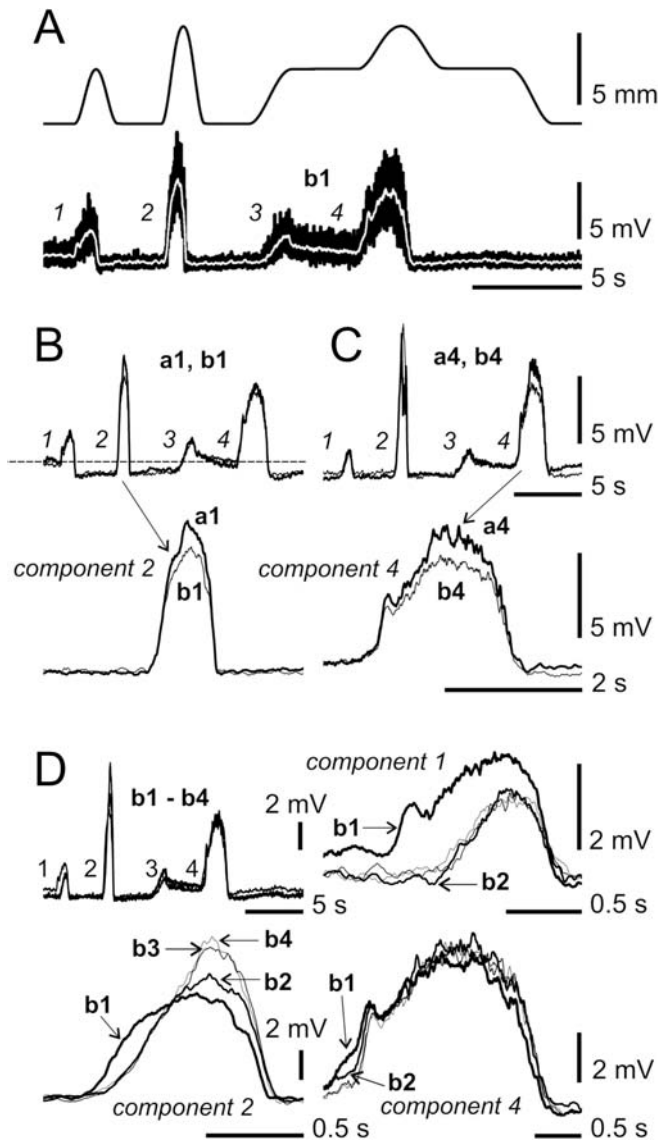 A
5 mm
b1
1 2 3 4
5 mV
5 s
B C
a1, b1 a4, b4
1 2 3 4 1 2 3 4
5 mV
5 s
a1 a4
component 2 component 4
b1 b4
5 mV
2 s
D
component 1
b1 - b4 2 mV
b1 2 mV
1 2 3 4
b2
5 s 0.5 s
b3 b4
b2 b1
b1
2 mV 2 mV
b2
component 2 component 4
0.5 s 0.5 s